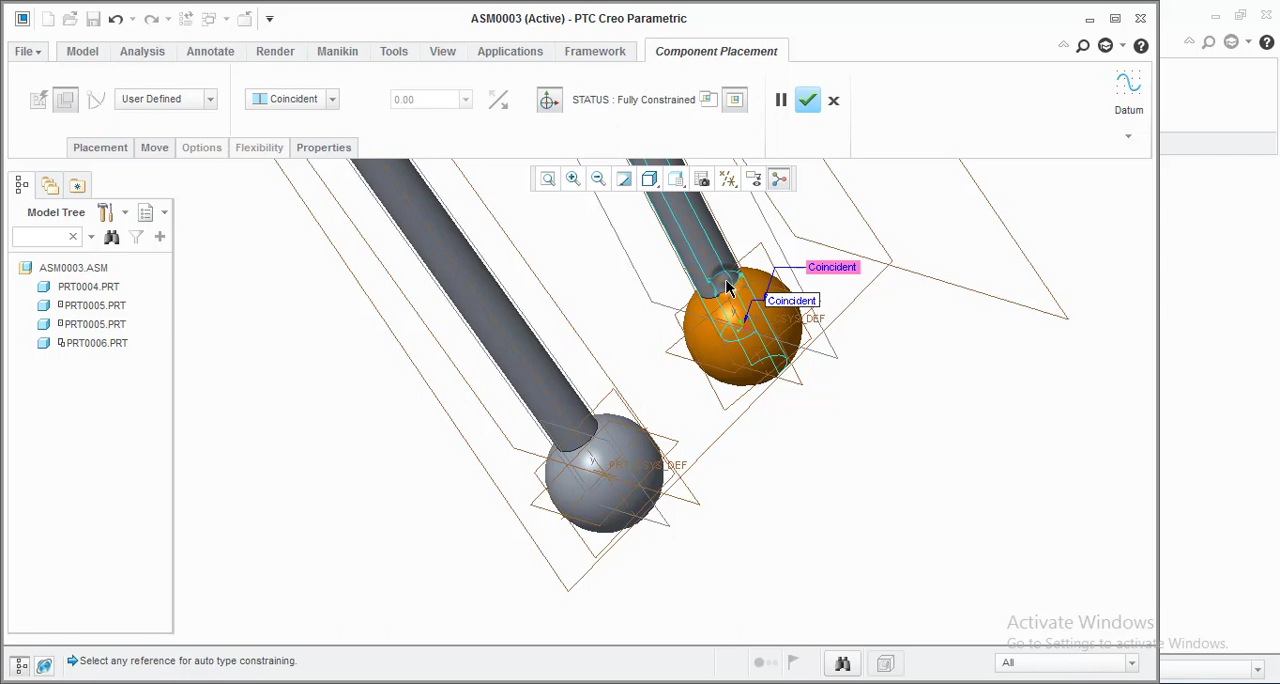 ASM0003 (Active) - PTC Creo Parametric
File Model Analysis Annotate Render Manikin Tools View Applications Framework Component Placement
User Defined Coincident 0.00 STATUS : Fully Constrained Datum
Placement Move Options Flexibility Properties
Model Tree
ASM0003.ASM
PRT0004.PRT
PRT0005.PRT
PRT0005.PRT
PRT0006.PRT
Coincident
Coincident
SYS_DEF
SYS_DEF
Activate Windows
Go to Settings to activate Windows.
Select any reference for auto type constraining.
All